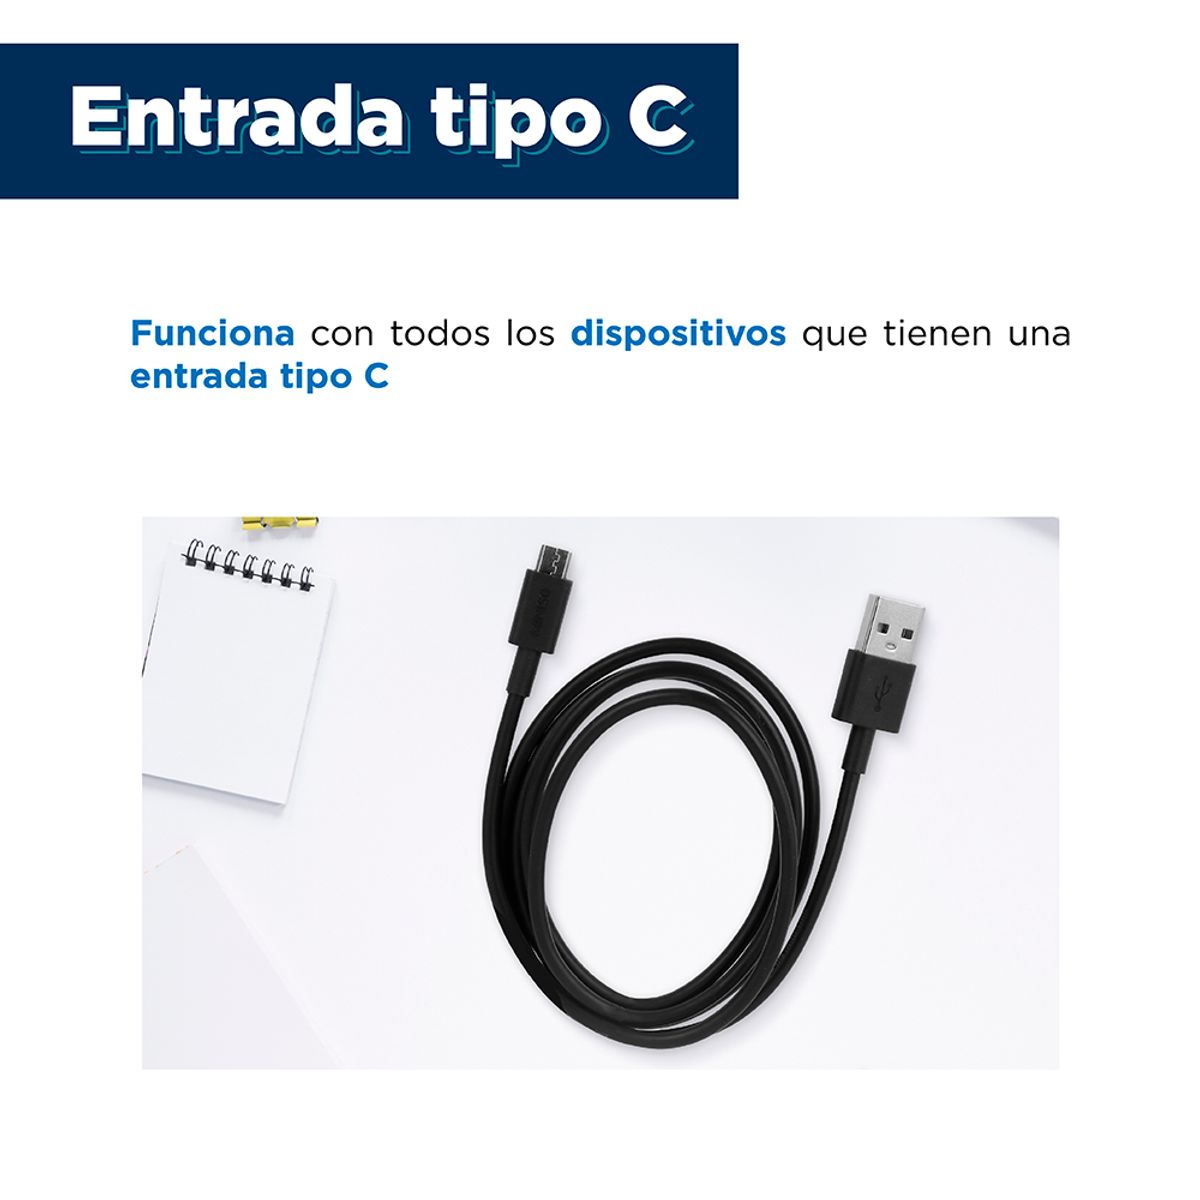 Entrada tipo C
Funciona con todos los dispositivos que tienen una
entrada tipo C